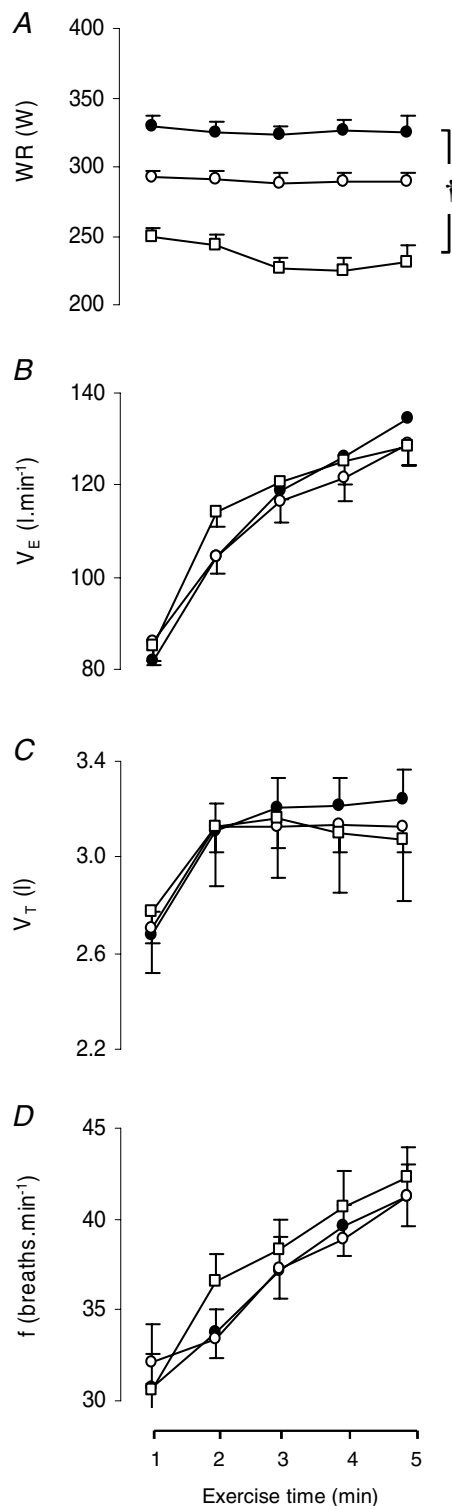 A
400
350
300
250
200
WR (W)
†
B
140
120
100
80
V_E (l.min⁻¹)
C
3.4
3.0
2.6
2.2
V_T (l)
D
45
40
35
30
f (breaths.min⁻¹)
1 2 3 4 5
Exercise time (min)